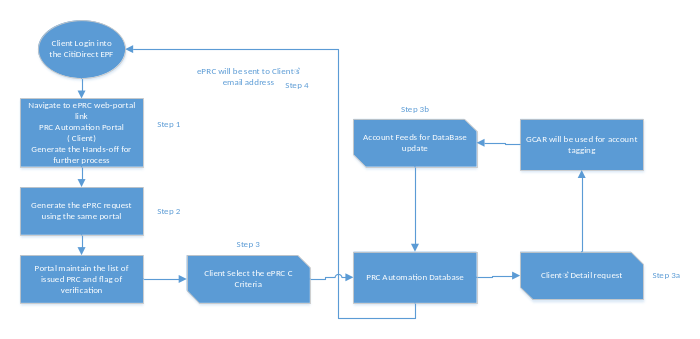 Client Login into
the CitiDirect EPF
ePRC will be sent to Client's'
email address
Step 4
Navigate to ePRC web-portal
link
PRC Automation Portal
( Client)
Generate the Hands-off for
further process
Step 1
Step 3b
Account Feeds for DataBase
update
GCAR will be used for account
tagging
Generate the ePRC request
using the same portal
Step 2
Step 3
Portal maintain the list of
issued PRC and flag of
verification
Client Select the ePRC C
Criteria
PRC Automation Database
Client's' Detail request
Step 3a